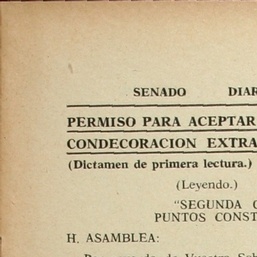 SENADO DIAR
PERMISO PARA ACEPTAR
CONDECORACION EXTRA
(Dictamen de primera lectura.)
(Leyendo.)
"SEGUNDA
PUNTOS CONST
H. ASAMBLEA: